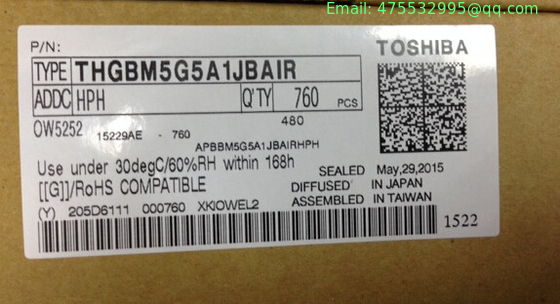 Email: 475532995@qq.com
P/N:
TOSHIBA
TYPE THGBM5G5A1JBAIR
ADDC HPH Q'TY 760 PCS
480
OW5252 15229AE - 760
APBBM5G5A1JBAIRHPH
Use under 30degC/60%RH within 168h
SEALED May,29,2015
[[G]]/RoHS COMPATIBLE
DIFFUSED IN JAPAN
ASSEMBLED IN TAIWAN
(Y) 205D6111 000760 XKIOWEL2
1522